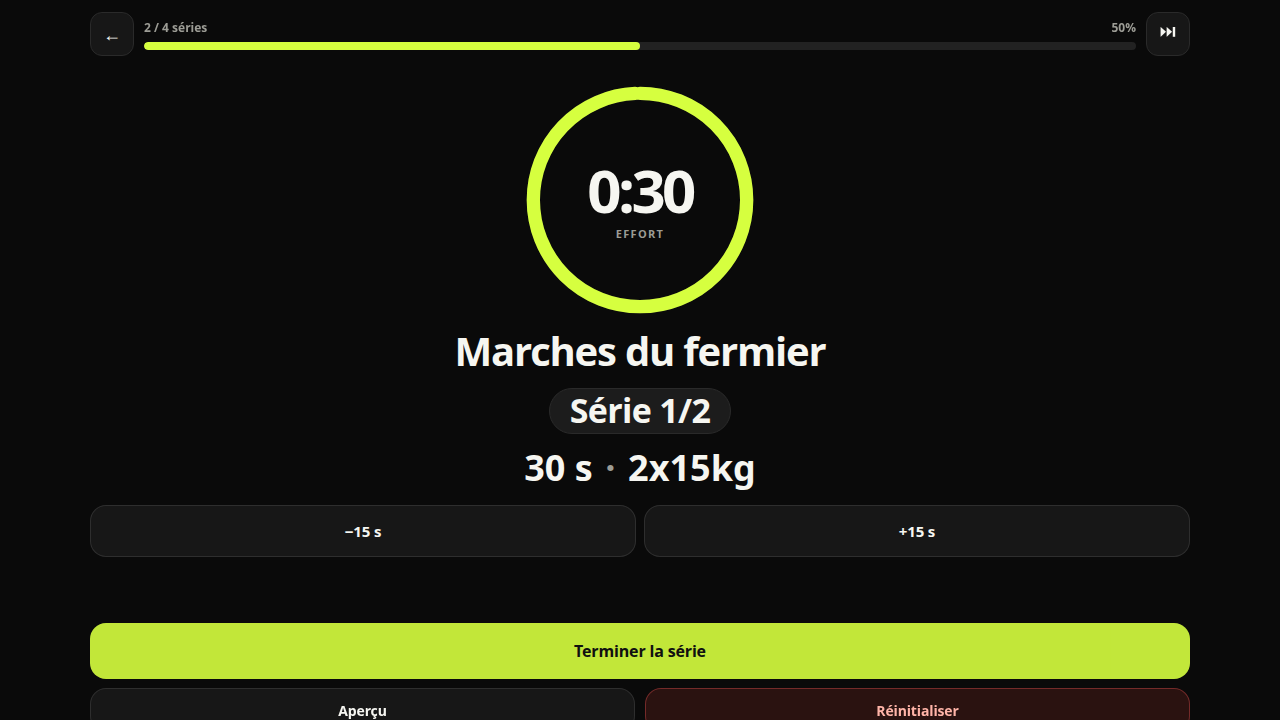 ←
2 / 4 séries
50%
⏭
0:30
EFFORT
Marches du fermier
Série 1/2
30 s · 2x15kg
−15 s
+15 s
Terminer la série
Aperçu
Réinitialiser